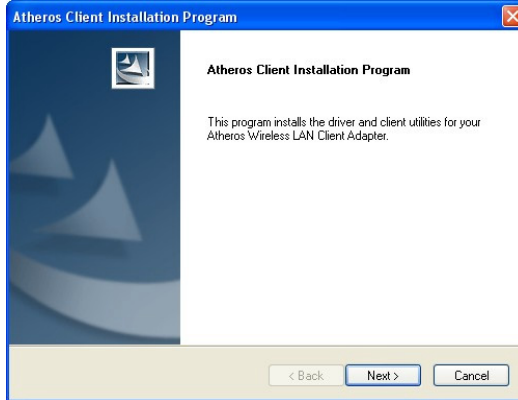 Atheros Client Installation Program
Atheros Client Installation Program
This program installs the driver and client utilities for your
Atheros Wireless LAN Client Adapter.
< Back
Next >
Cancel